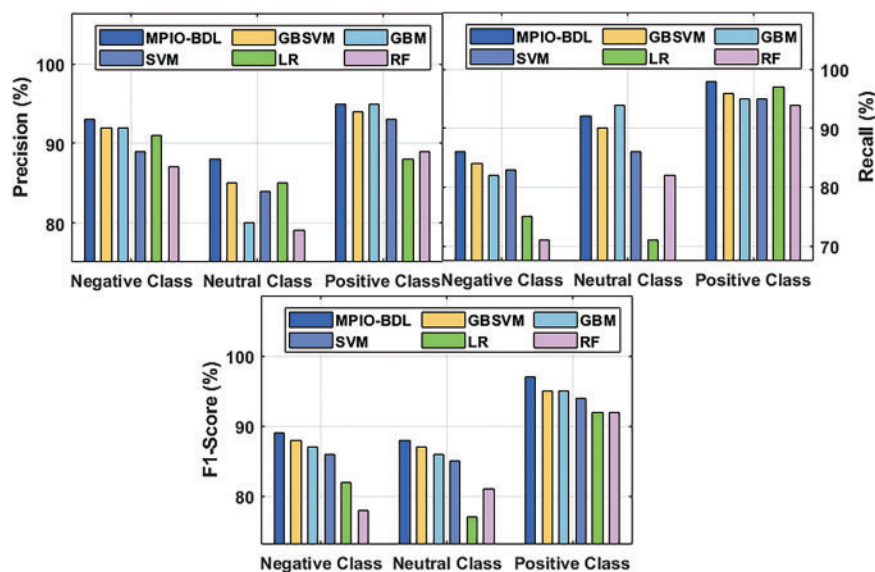 MPIO-BDL GBSVM GBM
SVM LR RF
Precision (%)
100
90
80
Negative Class Neutral Class Positive Class
MPIO-BDL GBSVM GBM
SVM LR RF
Recall (%)
100
90
80
70
Negative Class Neutral Class Positive Class
MPIO-BDL GBSVM GBM
SVM LR RF
F1-Score (%)
100
90
80
Negative Class Neutral Class Positive Class